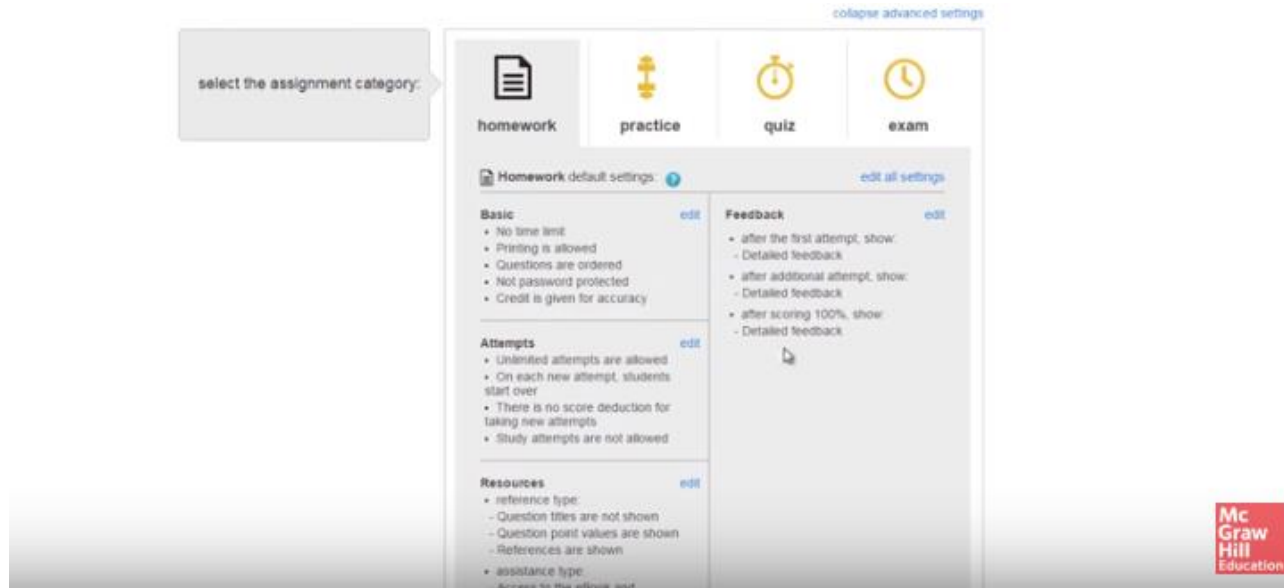 collapse advanced settings
select the assignment category:
homework
practice
quiz
exam
Homework default settings: ?
edit all settings
Basic
edit
• No time limit
• Printing is allowed
• Questions are ordered
• Not password protected
• Credit is given for accuracy
Attempts
edit
• Unlimited attempts are allowed
• On each new attempt, students
start over
• There is no score deduction for
taking new attempts
• Study attempts are not allowed
Resources
edit
• reference type:
- Question titles are not shown
- Question point values are shown
- References are shown
• assistance type:
- Access to the eBook and
Feedback
edit
• after the first attempt, show:
- Detailed feedback
• after additional attempt, show:
- Detailed feedback
• after scoring 100%, show:
- Detailed feedback
Mc
Graw
Hill
Education